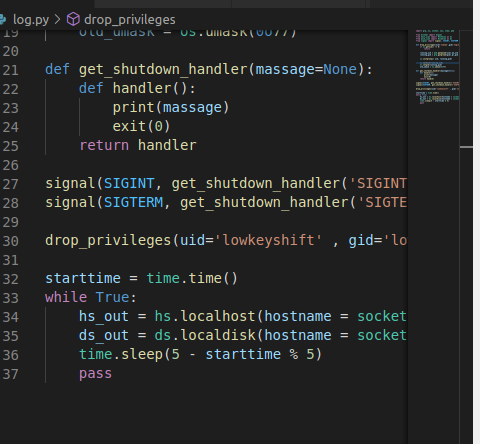 log.py > drop_privileges
19 old_umask = os.umask(0077)
20
21 def get_shutdown_handler(massage=None):
22 def handler():
23 print(massage)
24 exit(0)
25 return handler
26
27 signal(SIGINT, get_shutdown_handler('SIGINT
28 signal(SIGTERM, get_shutdown_handler('SIGTE
29
30 drop_privileges(uid='lowkeyshift' , gid='lo
31
32 starttime = time.time()
33 while True:
34 hs_out = hs.localhost(hostname = socket
35 ds_out = ds.localdisk(hostname = socket
36 time.sleep(5 - starttime % 5)
37 pass